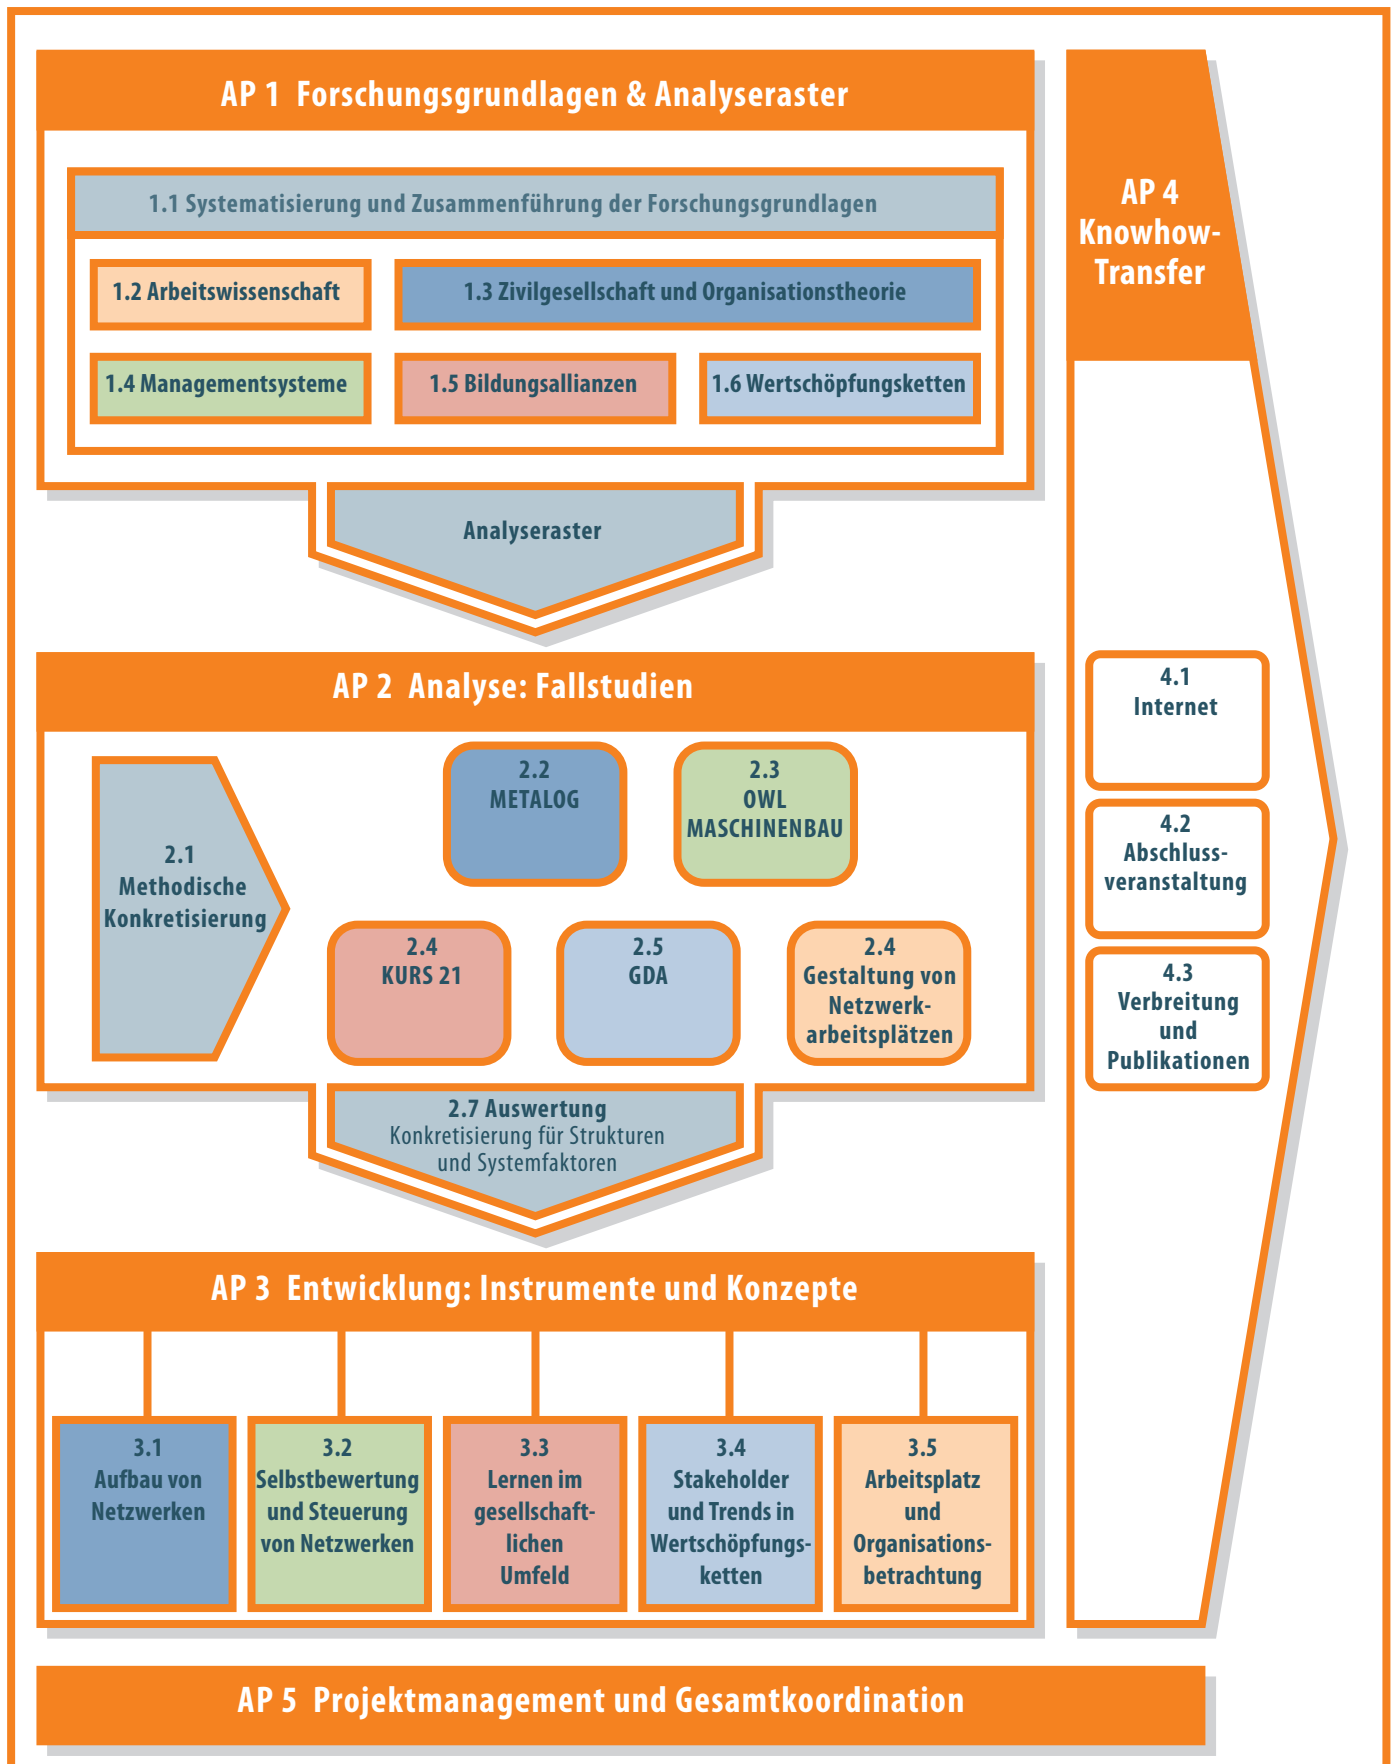 AP 1 Forschungsgrundlagen & Analyseraster
1.1 Systematisierung und Zusammenführung der Forschungsgrundlagen
1.2 Arbeitswissenschaft
1.3 Zivilgesellschaft und Organisationstheorie
1.4 Managementsysteme
1.5 Bildungsallianzen
1.6 Wertschöpfungsketten
Analyseraster
AP 2 Analyse: Fallstudien
2.1
Methodische
Konkretisierung
2.2
METALOG
2.3
OWL
MASCHINENBAU
2.4
KURS 21
2.5
GDA
2.4
Gestaltung von
Netzwerk-
arbeitsplätzen
2.7 Auswertung
Konkretisierung für Strukturen
und Systemfaktoren
AP 3 Entwicklung: Instrumente und Konzepte
3.1
Aufbau von
Netzwerken
3.2
Selbstbewertung
und Steuerung
von Netzwerken
3.3
Lernen im
gesellschaft-
lichen
Umfeld
3.4
Stakeholder
und Trends in
Wertschöpfungs-
ketten
3.5
Arbeitsplatz
und
Organisations-
betrachtung
AP 4
Knowhow-
Transfer
4.1
Internet
4.2
Abschluss-
veranstaltung
4.3
Verbreitung
und
Publikationen
AP 5 Projektmanagement und Gesamtkoordination